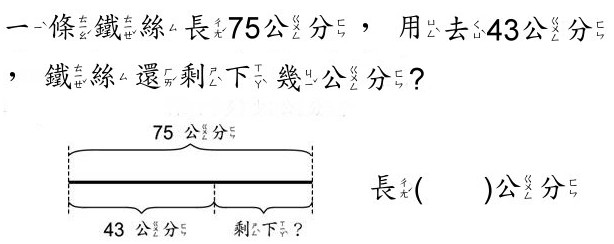 一條鐵絲長75公分，用去43公分
，鐵絲還剩下幾公分？
75 公分
43 公分 剩下？
長( )公分